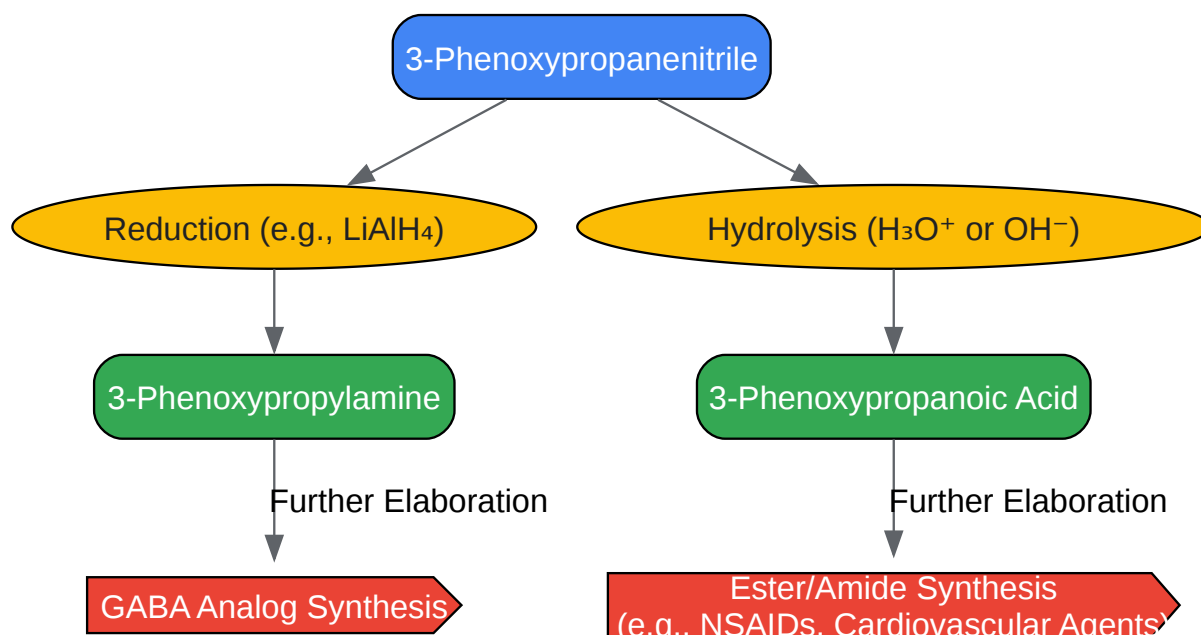 3-Phenoxypropanenitrile
Reduction (e.g., LiAlH₄)
Hydrolysis (H₃O⁺ or OH⁻)
3-Phenoxypropylamine
3-Phenoxypropanoic Acid
Further Elaboration
Further Elaboration
GABA Analog Synthesis
Ester/Amide Synthesis
(e.g., NSAIDs, Cardiovascular Agents)